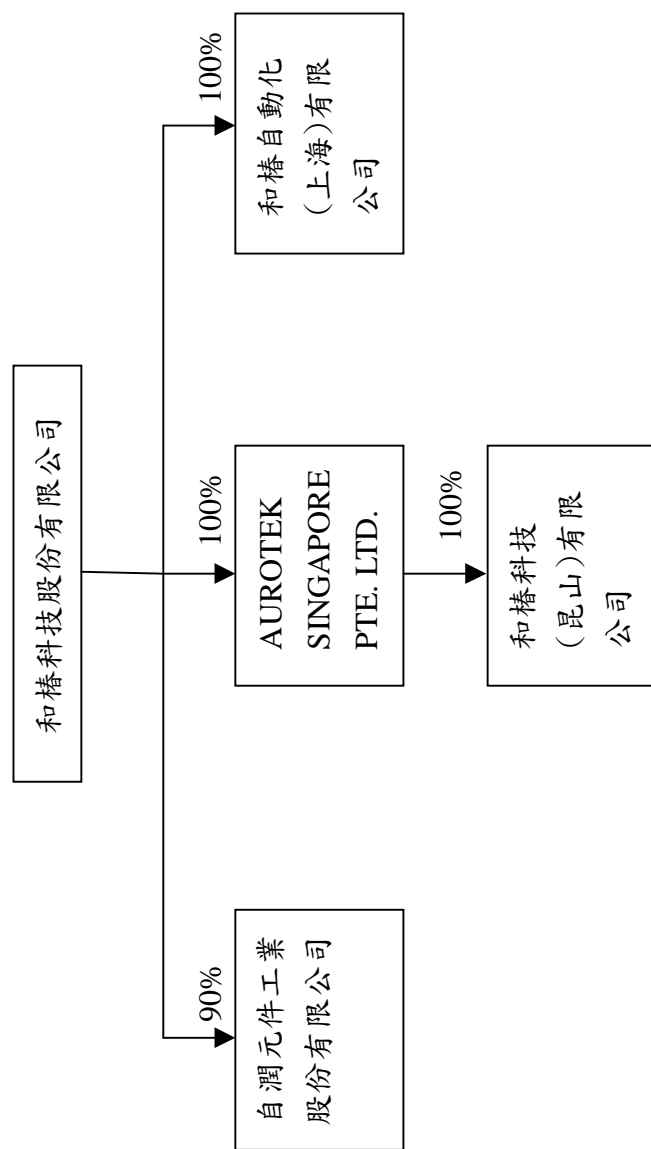 和椿科技股份有限公司
90%
自潤元件工業
股份有限公司
100%
AUROTEK
SINGAPORE
PTE. LTD.
100%
和椿自動化
(上海)有限
公司
100%
和椿科技
(昆山)有限
公司